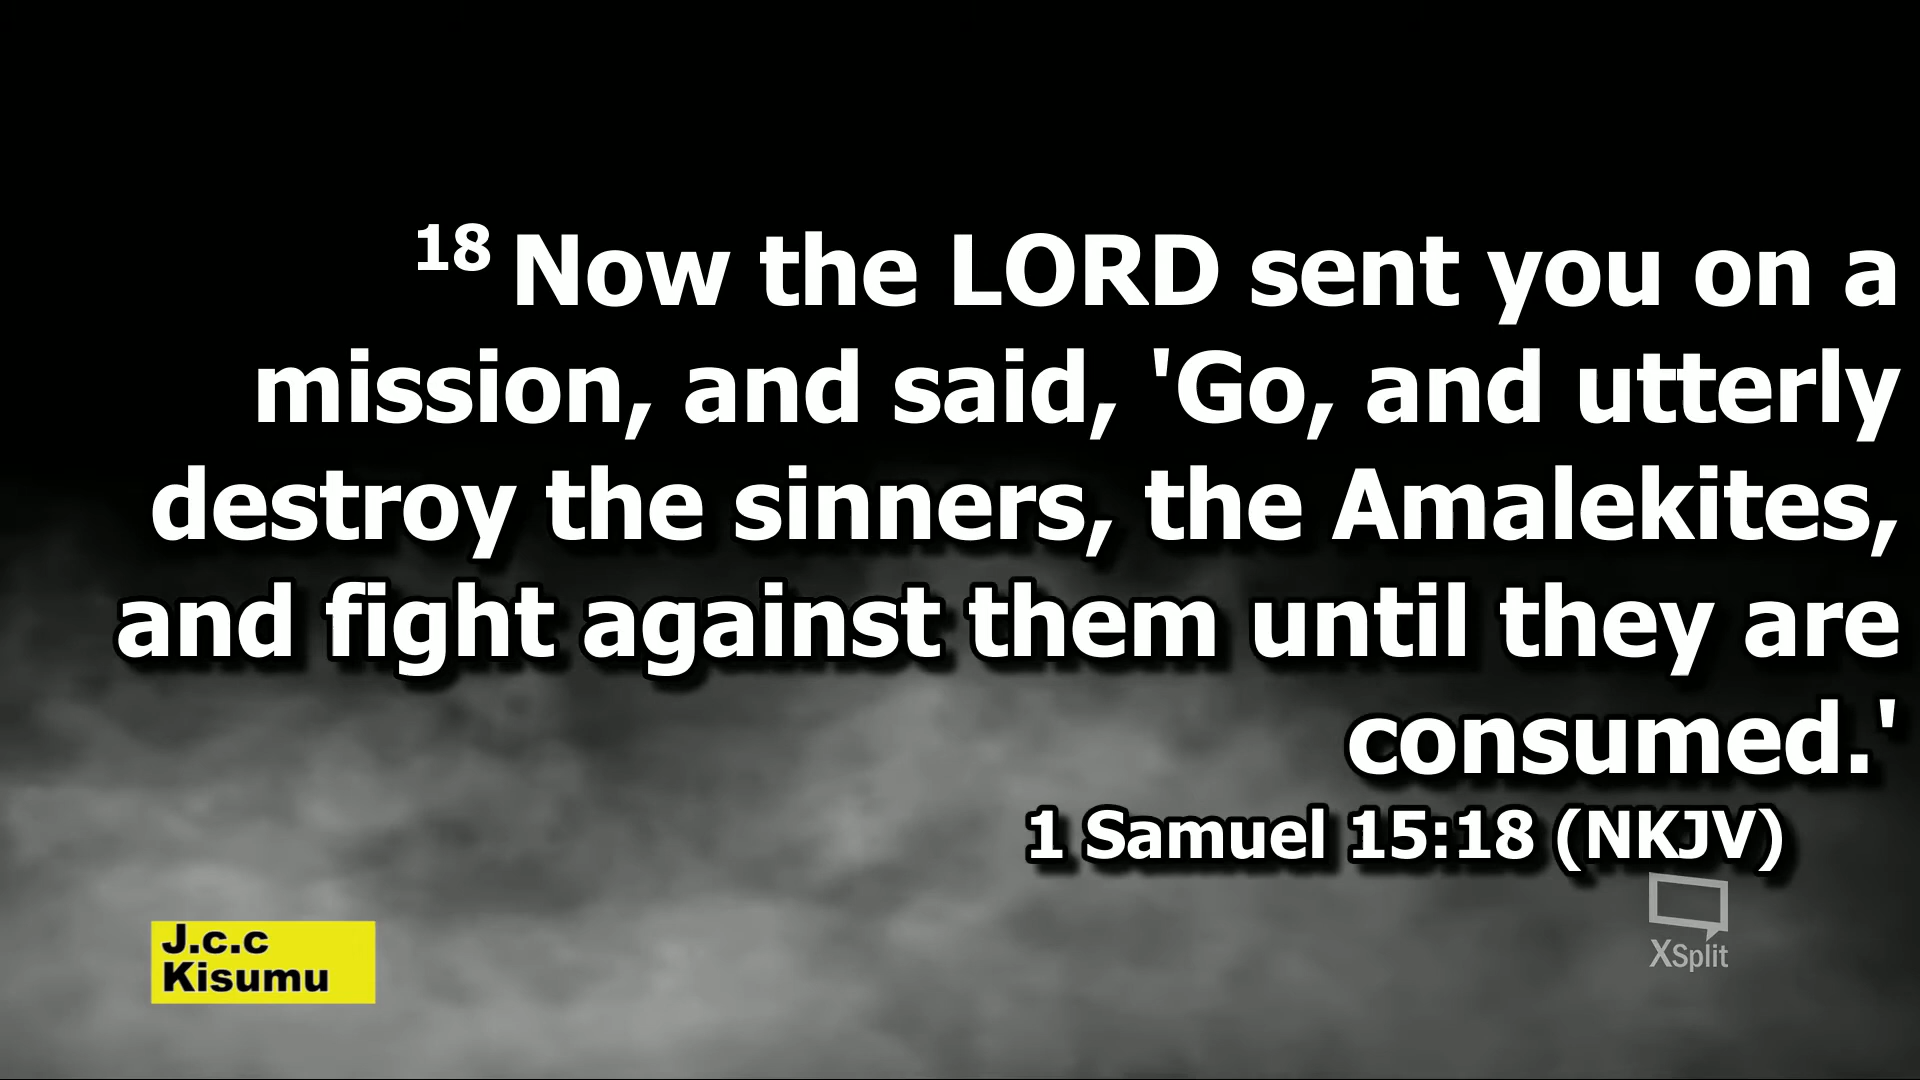 18 Now the LORD sent you on a
mission, and said, 'Go, and utterly
destroy the sinners, the Amalekites,
and fight against them until they are
consumed.'
1 Samuel 15:18 (NKJV)
J.c.c
Kisumu
XSplit